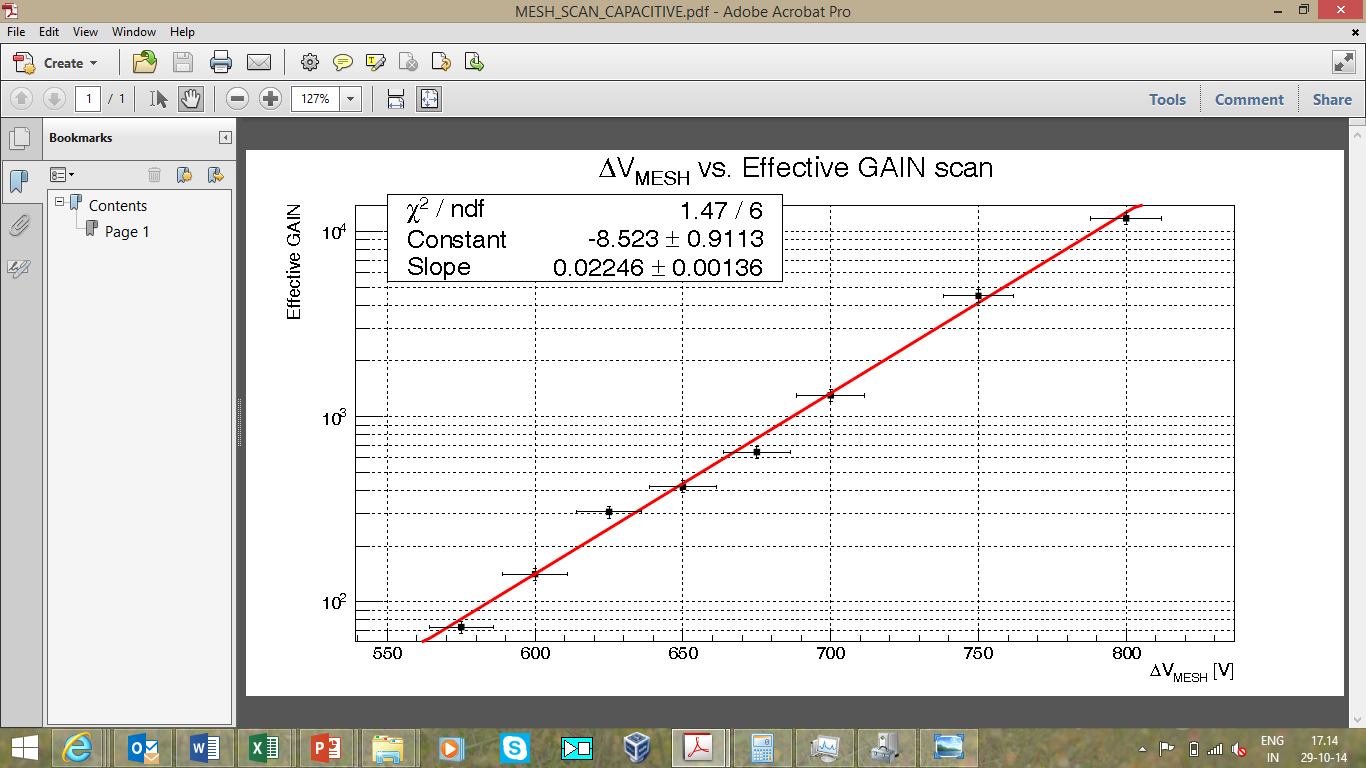 MESH_SCAN_CAPACITIVE.pdf - Adobe Acrobat Pro
File Edit View Window Help
Create
1 / 1 127% Tools Comment Share
Bookmarks
Contents
Page 1
ΔV_MESH vs. Effective GAIN scan
χ² / ndf 1.47 / 6
Constant -8.523 ± 0.9113
Slope 0.02246 ± 0.00136
Effective GAIN
10⁴
10³
10²
550 600 650 700 750 800
ΔV_MESH [V]
ENG 17.14
IN 29-10-14